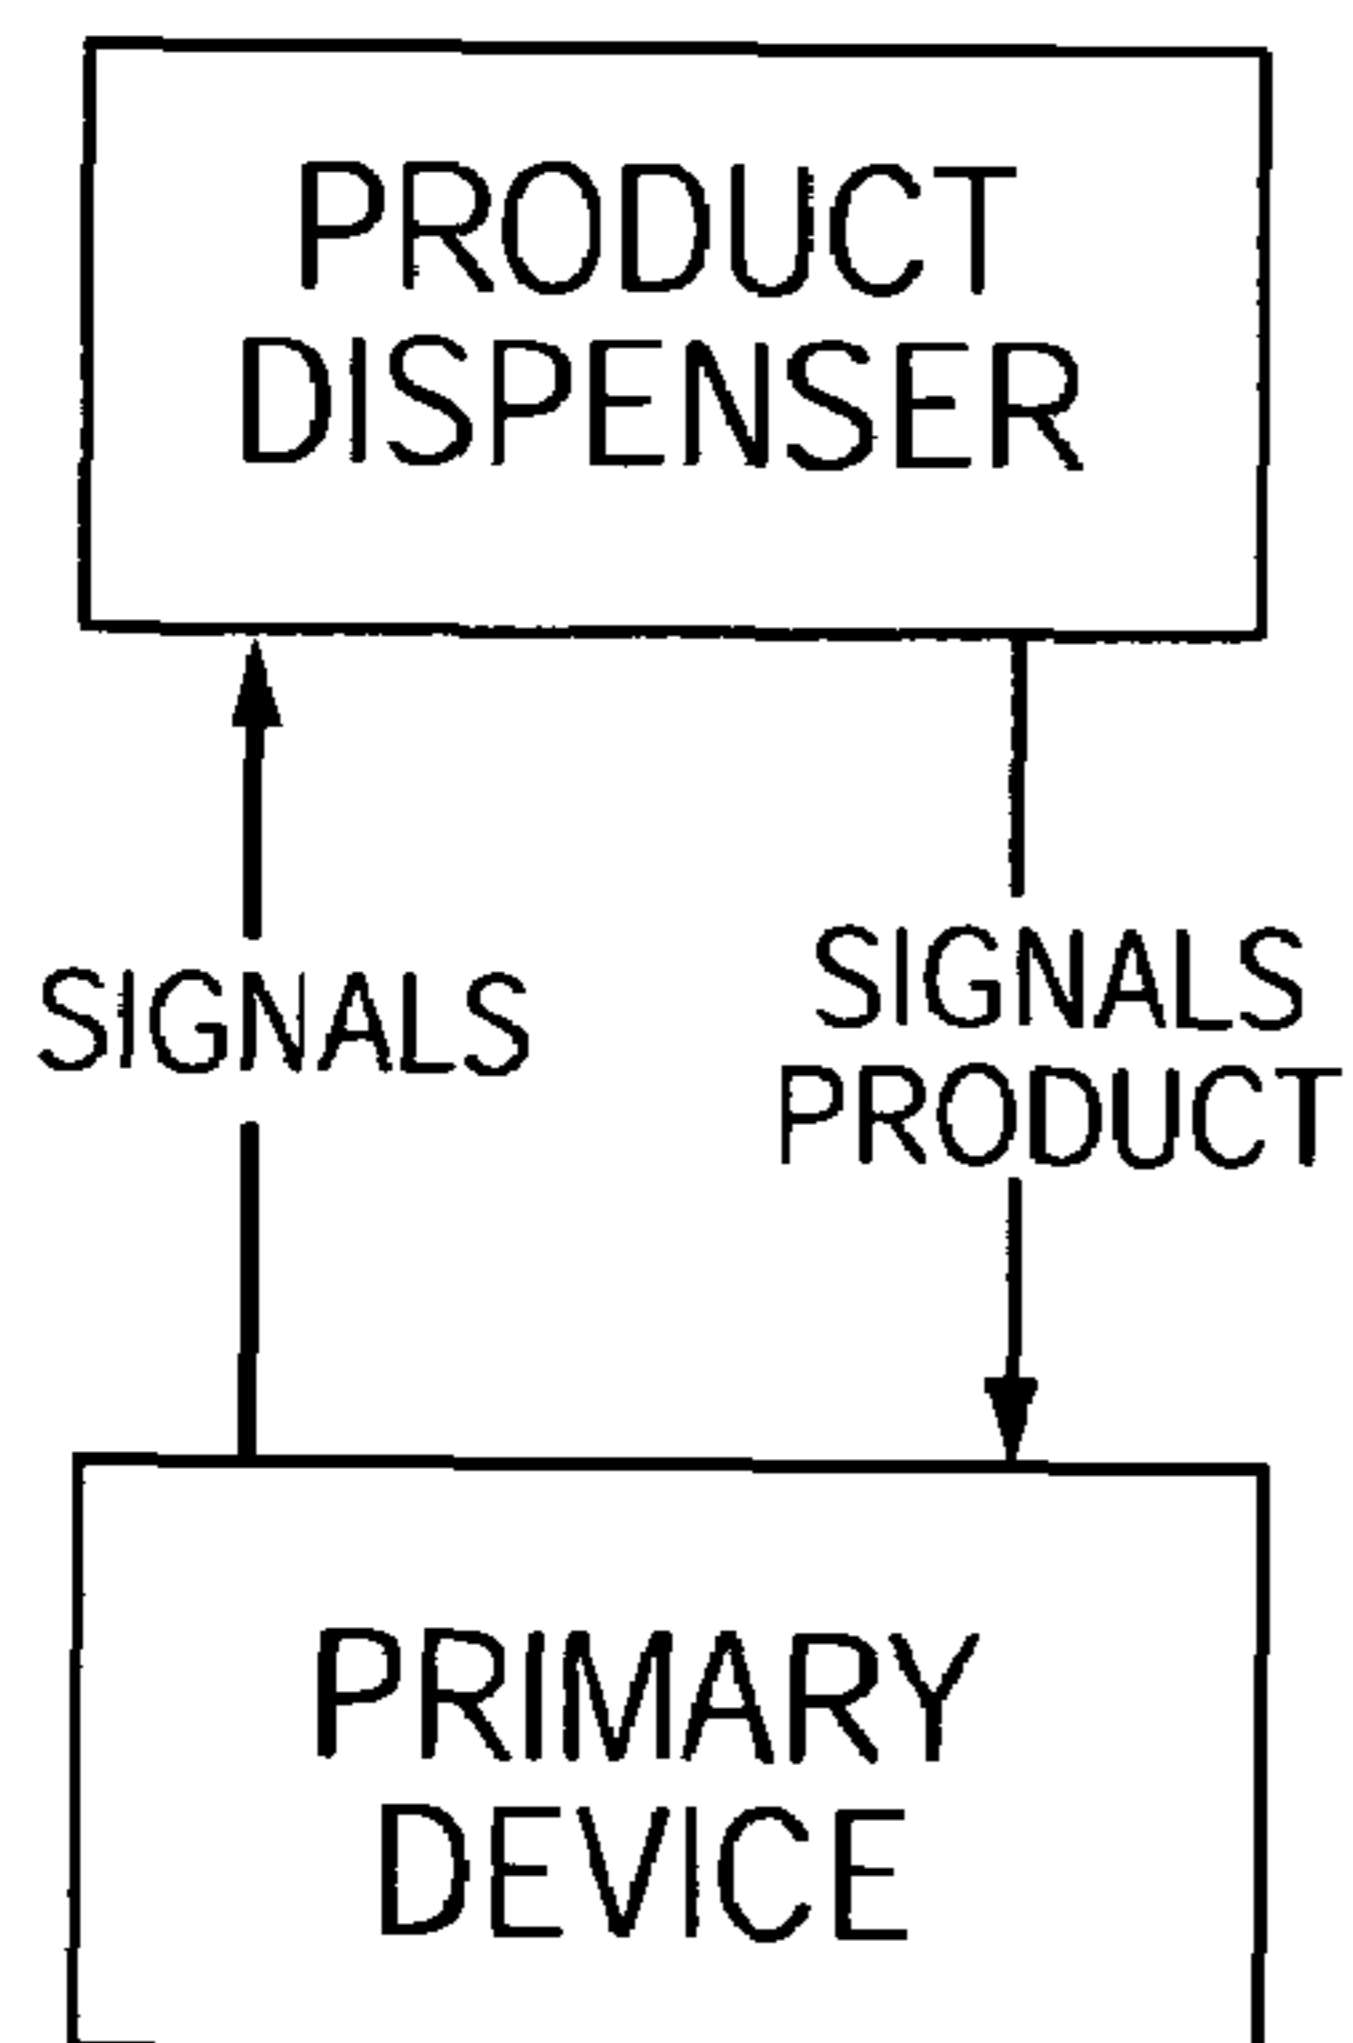 PRODUCT
DISPENSER
SIGNALS
SIGNALS
PRODUCT
PRIMARY
DEVICE